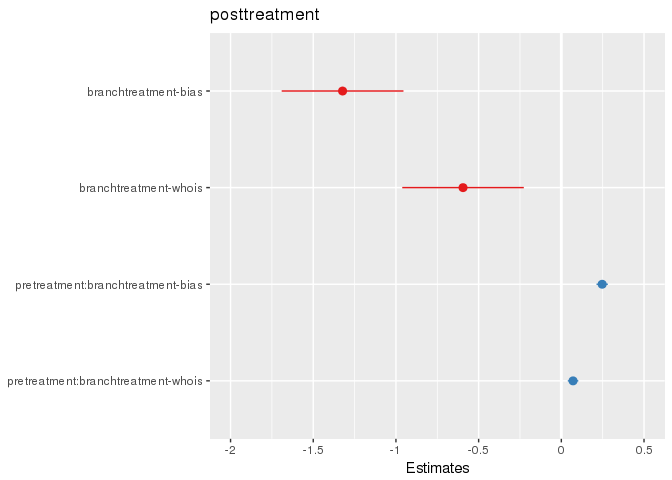 posttreatment
branchtreatment-bias
branchtreatment-whois
pretreatment:branchtreatment-bias
pretreatment:branchtreatment-whois
-2 -1.5 -1 -0.5 0 0.5
Estimates